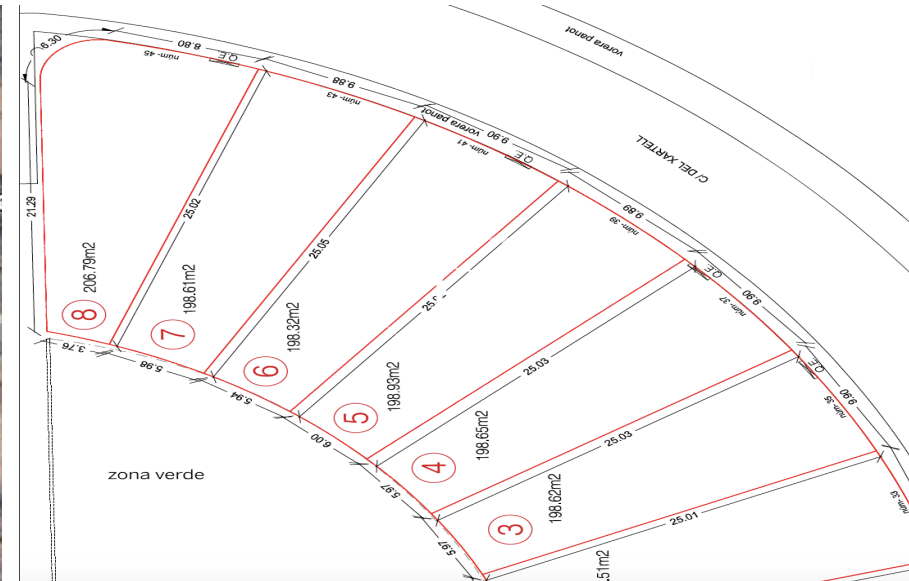 vorera panot
C/ DEL XARTELL
6.30
8.80
núm- 45
Q.E.
9.88
núm- 43
vorera panot
9.90
núm- 41
Q.E.
9.89
núm- 39
Q.E.
9.90
núm- 37
Q.E.
9.90
núm- 35
núm- 33
21.29
25.02
25.05
25.03
25.03
25.01
8
206.79m2
7
198.61m2
6
198.32m2
5
198.93m2
4
198.65m2
3
198.62m2
.51m2
3.76
5.98
5.94
6.00
5.97
5.97
zona verde